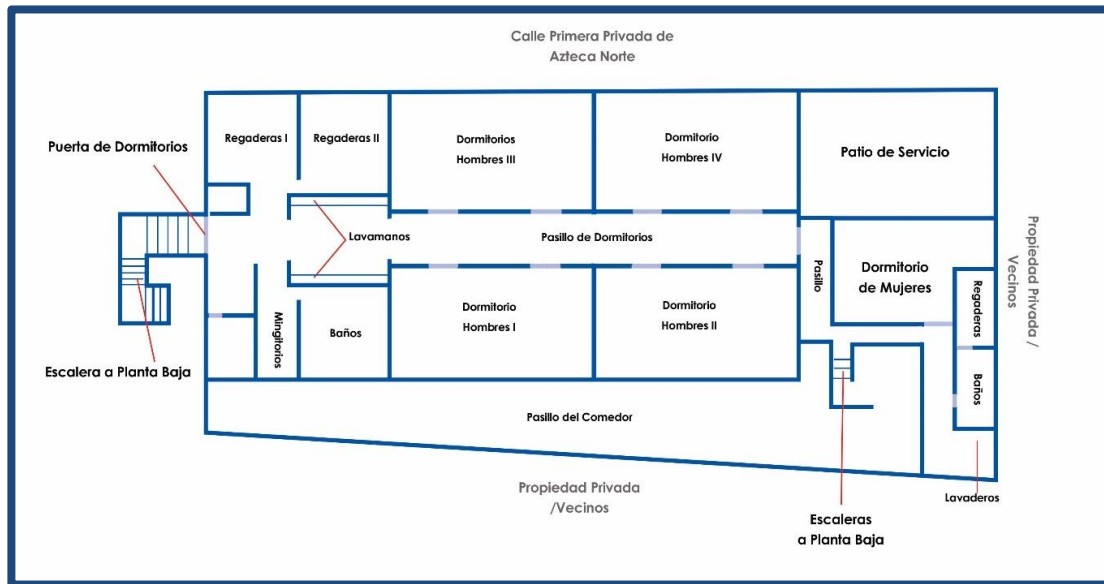 Calle Primera Privada de
Azteca Norte
Regaderas I
Regaderas II
Dormitorios
Hombres III
Dormitorio
Hombres IV
Patio de Servicio
Puerta de Dormitorios
Lavamanos
Pasillo de Dormitorios
Pasillo
Dormitorio
de Mujeres
Regaderas
Propiedad Privada /
Vecinos
Mingitorios
Baños
Dormitorio
Hombres I
Dormitorio
Hombres II
Baños
Escalera a Planta Baja
Pasillo del Comedor
Propiedad Privada
/Vecinos
Escaleras
a Planta Baja
Lavaderos